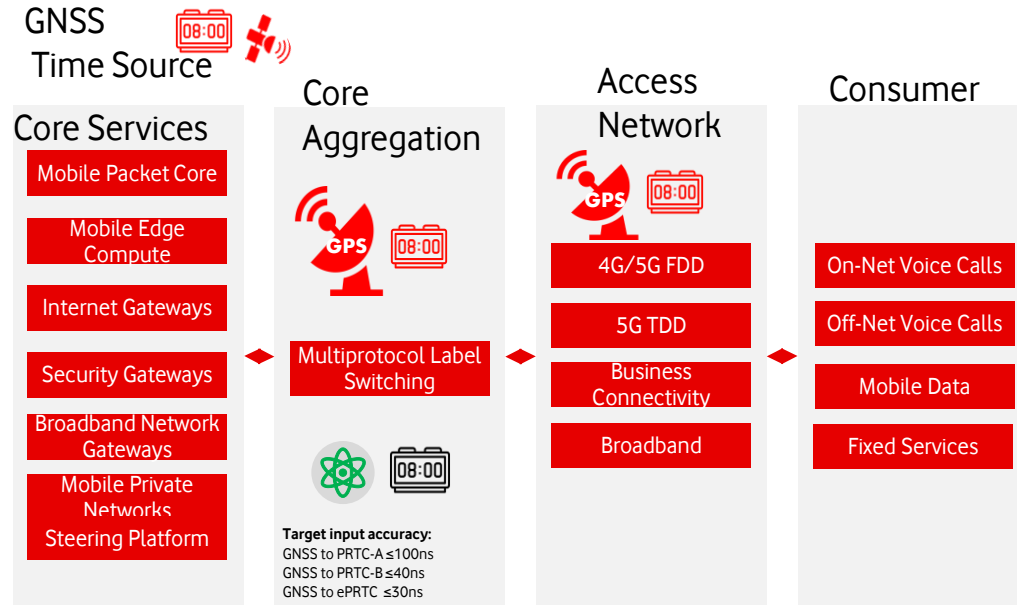 GNSS
Time Source
08:00
Core Services
Mobile Packet Core
Mobile Edge
Compute
Internet Gateways
Security Gateways
Broadband Network
Gateways
Mobile Private
Networks
Steering Platform
Core
Aggregation
GPS
08:00
Multiprotocol Label
Switching
08:00
Target input accuracy:
GNSS to PRTC-A ≤100ns
GNSS to PRTC-B ≤40ns
GNSS to ePRTC ≤30ns
Access
Network
GPS
08:00
4G/5G FDD
5G TDD
Business
Connectivity
Broadband
Consumer
On-Net Voice Calls
Off-Net Voice Calls
Mobile Data
Fixed Services